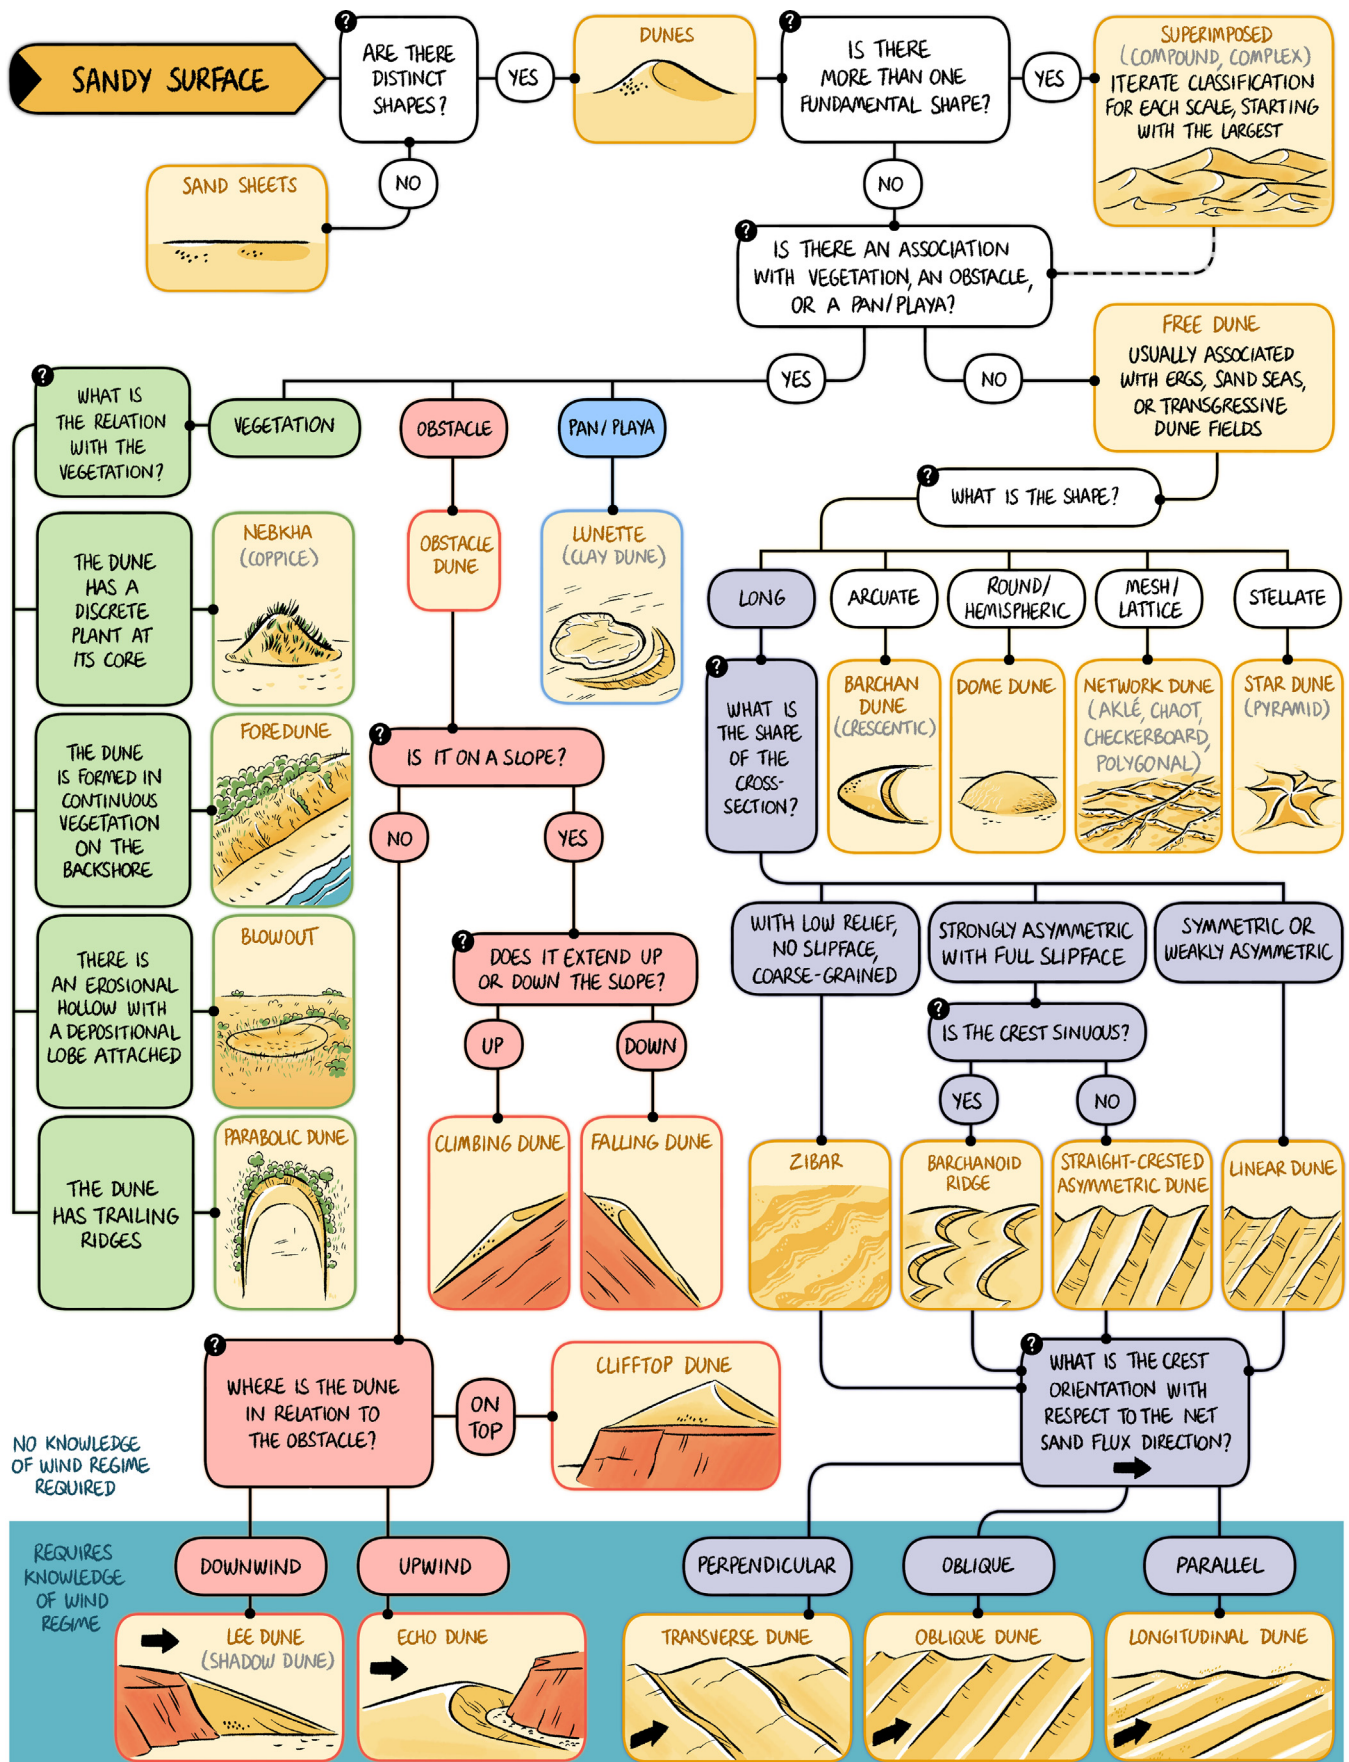 SANDY SURFACE
?
ARE THERE
DISTINCT
SHAPES?
YES
NO
SAND SHEETS
DUNES
?
IS THERE
MORE THAN ONE
FUNDAMENTAL SHAPE?
YES
NO
SUPERIMPOSED
(COMPOUND, COMPLEX)
ITERATE CLASSIFICATION
FOR EACH SCALE, STARTING
WITH THE LARGEST
?
IS THERE AN ASSOCIATION
WITH VEGETATION, AN OBSTACLE,
OR A PAN/PLAYA?
YES
NO
FREE DUNE
USUALLY ASSOCIATED
WITH ERGS, SAND SEAS,
OR TRANSGRESSIVE
DUNE FIELDS
VEGETATION
OBSTACLE
PAN/PLAYA
?
WHAT IS
THE RELATION
WITH THE
VEGETATION?
THE DUNE
HAS A
DISCRETE
PLANT AT
ITS CORE
NEBKHA
(COPPICE)
THE DUNE
IS FORMED IN
CONTINUOUS
VEGETATION
ON THE
BACKSHORE
FOREDUNE
THERE IS
AN EROSIONAL
HOLLOW WITH
A DEPOSITIONAL
LOBE ATTACHED
BLOWOUT
THE DUNE
HAS TRAILING
RIDGES
PARABOLIC DUNE
OBSTACLE
DUNE
LUNETTE
(CLAY DUNE)
?
IS IT ON A SLOPE?
NO
YES
?
DOES IT EXTEND UP
OR DOWN THE SLOPE?
UP
DOWN
CLIMBING DUNE
FALLING DUNE
?
WHERE IS THE DUNE
IN RELATION TO
THE OBSTACLE?
ON
TOP
CLIFFTOP DUNE
?
WHAT IS THE SHAPE?
LONG
ARCUATE
ROUND/
HEMISPHERIC
MESH/
LATTICE
STELLATE
?
WHAT IS
THE SHAPE
OF THE
CROSS-
SECTION?
BARCHAN
DUNE
(CRESCENTIC)
DOME DUNE
NETWORK DUNE
(AKLÉ, CHAOT,
CHECKERBOARD,
POLYGONAL)
STAR DUNE
(PYRAMID)
WITH LOW RELIEF,
NO SLIPFACE,
COARSE-GRAINED
STRONGLY ASYMMETRIC
WITH FULL SLIPFACE
SYMMETRIC OR
WEAKLY ASYMMETRIC
?
IS THE CREST SINUOUS?
YES
NO
ZIBAR
BARCHANOID
RIDGE
STRAIGHT-CRESTED
ASYMMETRIC DUNE
LINEAR DUNE
?
WHAT IS THE CREST
ORIENTATION WITH
RESPECT TO THE NET
SAND FLUX DIRECTION?
NO KNOWLEDGE
OF WIND REGIME
REQUIRED
REQUIRES
KNOWLEDGE
OF WIND
REGIME
DOWNWIND
UPWIND
PERPENDICULAR
OBLIQUE
PARALLEL
LEE DUNE
(SHADOW DUNE)
ECHO DUNE
TRANSVERSE DUNE
OBLIQUE DUNE
LONGITUDINAL DUNE